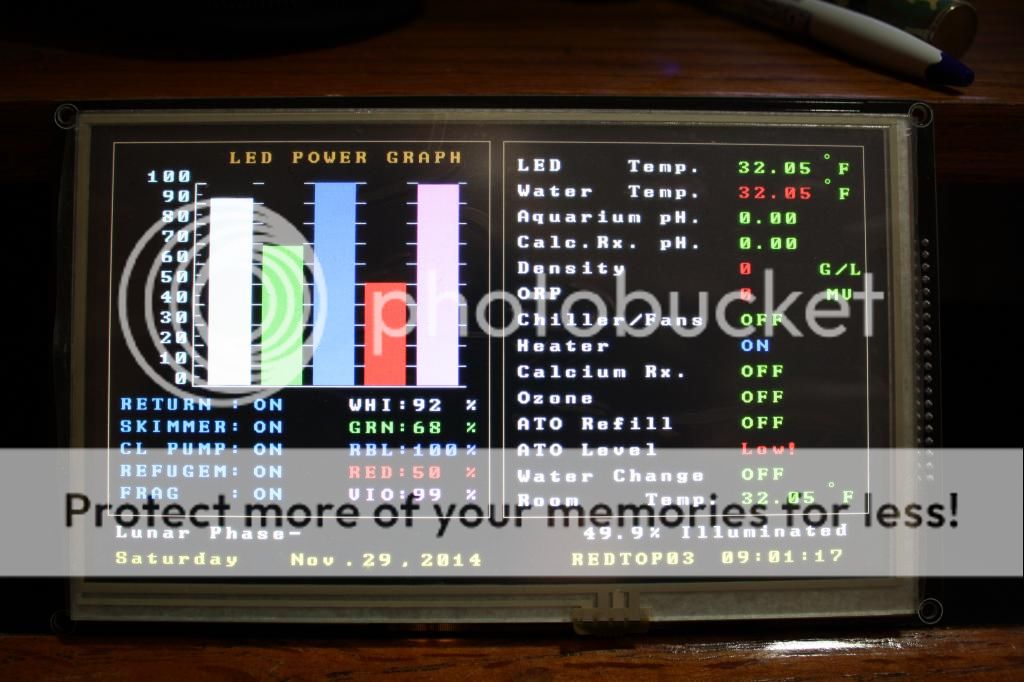 LED POWER GRAPH
100
90
80
70
60
50
40
30
20
10
0
RETURN : ON WHI:92 %
SKIMMER: ON GRN:68 %
CL PUMP: ON RBL:100 %
REFUGEM: ON RED:50 %
FRAG : ON VIO:99 %
LED Temp. 32.05 °F
Water Temp. 32.05 °F
Aquarium pH. 0.00
Calc.Rx. pH. 0.00
Density 0 G/L
ORP 0 MV
Chiller/Fans OFF
Heater ON
Calcium Rx. OFF
Ozone OFF
ATO Refill OFF
ATO Level Low!
Water Change OFF
Room Temp. 32.05 °F
Lunar Phase- 49.9% Illuminated
Saturday Nov.29,2014 REDTOP03 09:01:17
photobucket
Protect more of your memories for less!